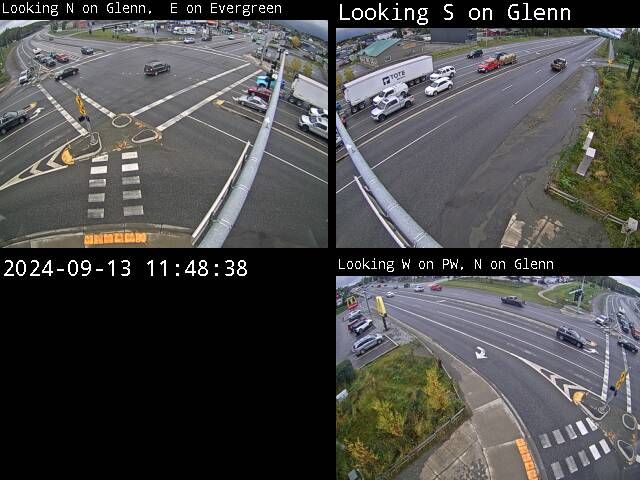 Looking N on Glenn,  E on Evergreen
Looking S on Glenn
TOTE
2024-09-13 11:48:38
Looking W on PW, N on Glenn